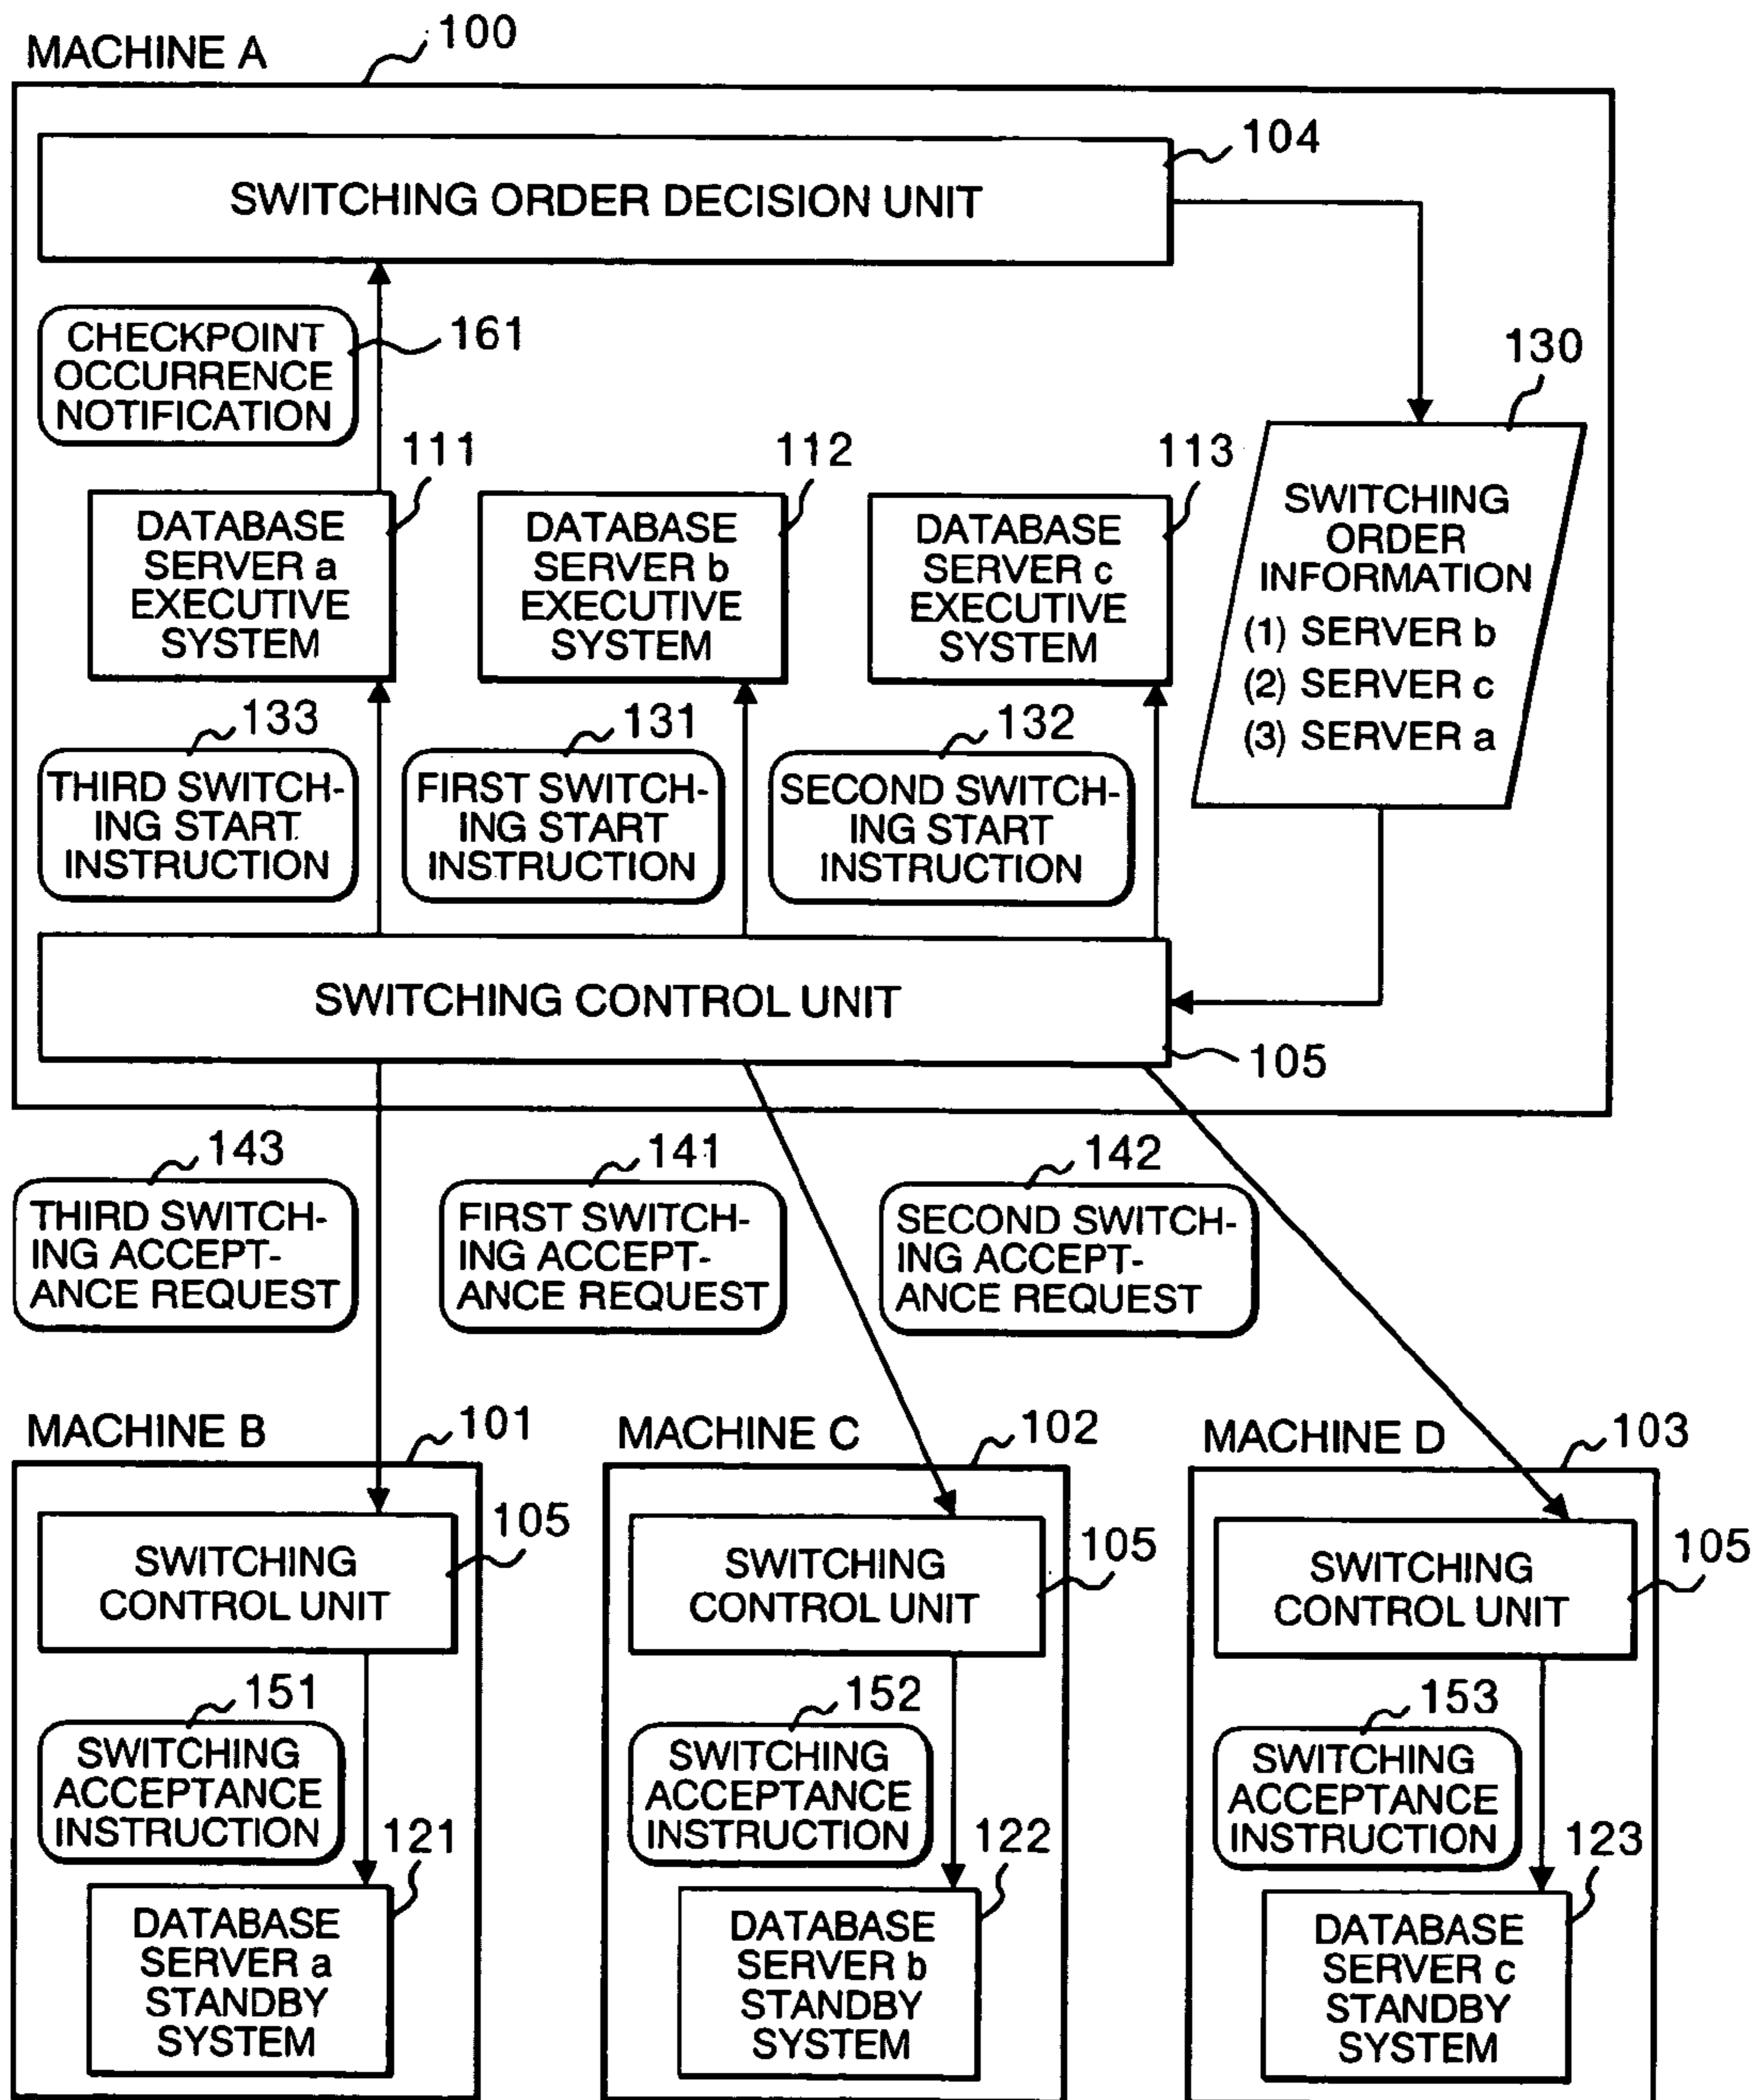 MACHINE A
100
104
SWITCHING ORDER DECISION UNIT
CHECKPOINT
OCCURRENCE
NOTIFICATION
161
130
111
112
113
DATABASE
SERVER a
EXECUTIVE
SYSTEM
DATABASE
SERVER b
EXECUTIVE
SYSTEM
DATABASE
SERVER c
EXECUTIVE
SYSTEM
SWITCHING
ORDER
INFORMATION
(1) SERVER b
(2) SERVER c
(3) SERVER a
133
131
132
THIRD SWITCH-
ING START
INSTRUCTION
FIRST SWITCH-
ING START
INSTRUCTION
SECOND SWITCH-
ING START
INSTRUCTION
SWITCHING CONTROL UNIT
105
143
141
142
THIRD SWITCH-
ING ACCEPT-
ANCE REQUEST
FIRST SWITCH-
ING ACCEPT-
ANCE REQUEST
SECOND SWITCH-
ING ACCEPT-
ANCE REQUEST
MACHINE B
101
MACHINE C
102
MACHINE D
103
SWITCHING
CONTROL UNIT
105
SWITCHING
CONTROL UNIT
105
SWITCHING
CONTROL UNIT
105
151
152
153
SWITCHING
ACCEPTANCE
INSTRUCTION
SWITCHING
ACCEPTANCE
INSTRUCTION
SWITCHING
ACCEPTANCE
INSTRUCTION
121
122
123
DATABASE
SERVER a
STANDBY
SYSTEM
DATABASE
SERVER b
STANDBY
SYSTEM
DATABASE
SERVER c
STANDBY
SYSTEM